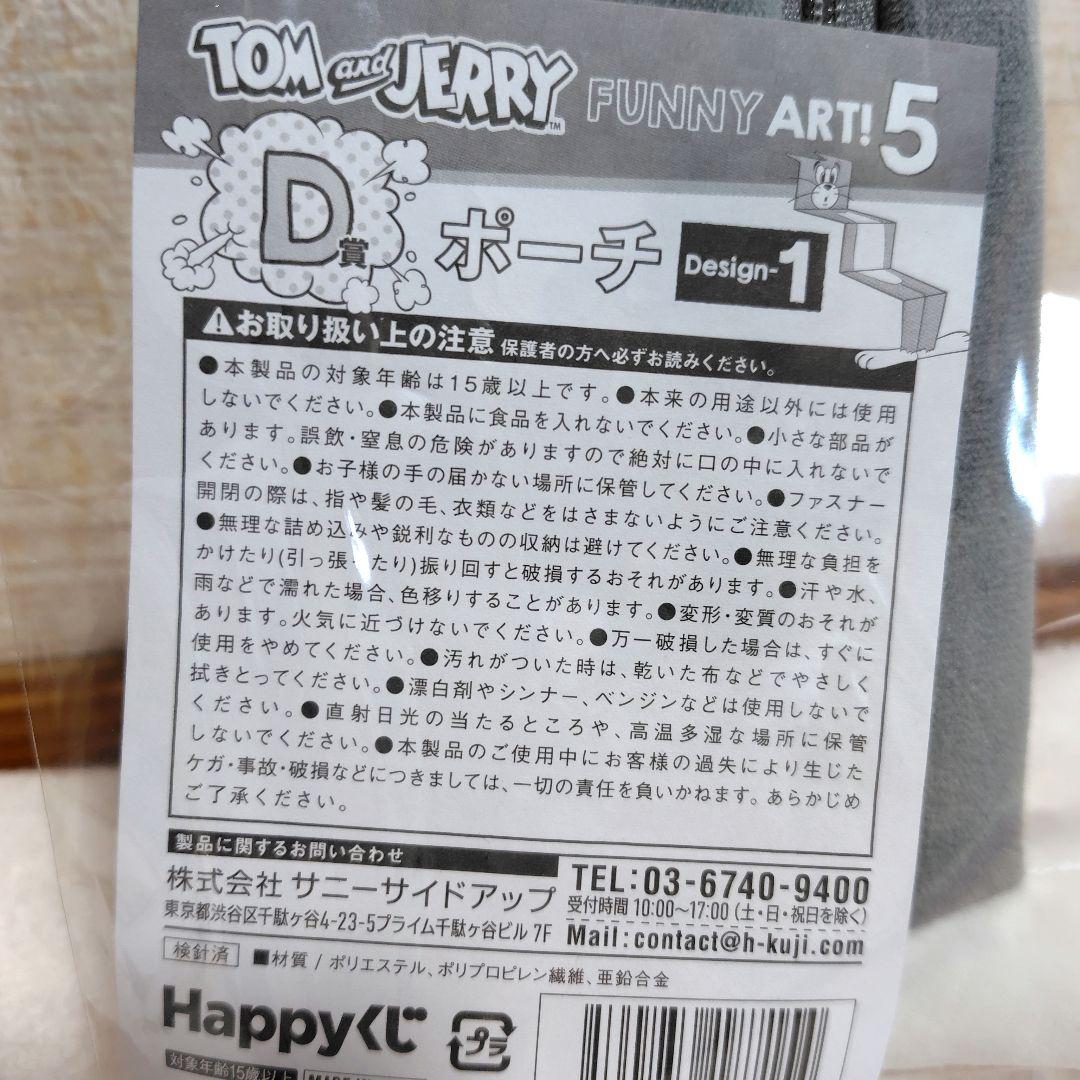 TOM and JERRY™ FUNNY ART! 5
D賞 ポーチ Design-1
⚠お取り扱い上の注意 保護者の方へ必ずお読みください。
●本製品の対象年齢は15歳以上です。●本来の用途以外には使用
しないでください。●本製品に食品を入れないでください。●小さな部品が
あります。誤飲・窒息の危険がありますので絶対に口の中に入れないで
ください。●お子様の手の届かない場所に保管してください。●ファスナー
開閉の際は、指や髪の毛、衣類などをはさまないようにご注意ください。
●無理な詰め込みや鋭利なものの収納は避けてください。●無理な負担を
かけたり(引っ張ったり)振り回すと破損するおそれがあります。●汗や水、
雨などで濡れた場合、色移りすることがあります。●変形・変質のおそれが
あります。火気に近づけないでください。●万一破損した場合は、すぐに
使用をやめてください。●汚れがついた時は、乾いた布などでやさしく
拭きとってください。●漂白剤やシンナー、ベンジンなどは使用しないで
ください。●直射日光の当たるところや、高温多湿な場所に保管
しないでください。●本製品のご使用中にお客様の過失により生じた
ケガ・事故・破損などにつきましては、一切の責任を負いかねます。あらかじめ
ご了承ください。
製品に関するお問い合わせ
株式会社 サニーサイドアップ
東京都渋谷区千駄ヶ谷4-23-5プライム千駄ヶ谷ビル 7F
TEL:03-6740-9400
受付時間 10:00〜17:00 (土・日・祝日を除く)
Mail:contact@h-kuji.com
検針済 ■材質 / ポリエステル、ポリプロピレン繊維、亜鉛合金
Happyくじ プラ
対象年齢15歳以上